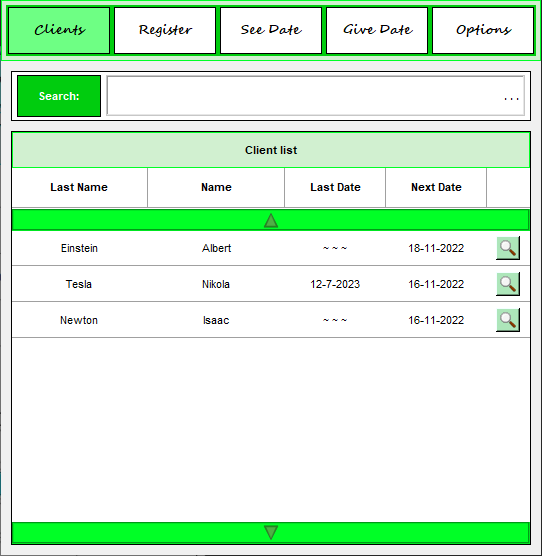 Clients Register See Date Give Date Options
Search: ...
Client list
Last Name Name Last Date Next Date
Einstein Albert ~ ~ ~ 18-11-2022
Tesla Nikola 12-7-2023 16-11-2022
Newton Isaac ~ ~ ~ 16-11-2022